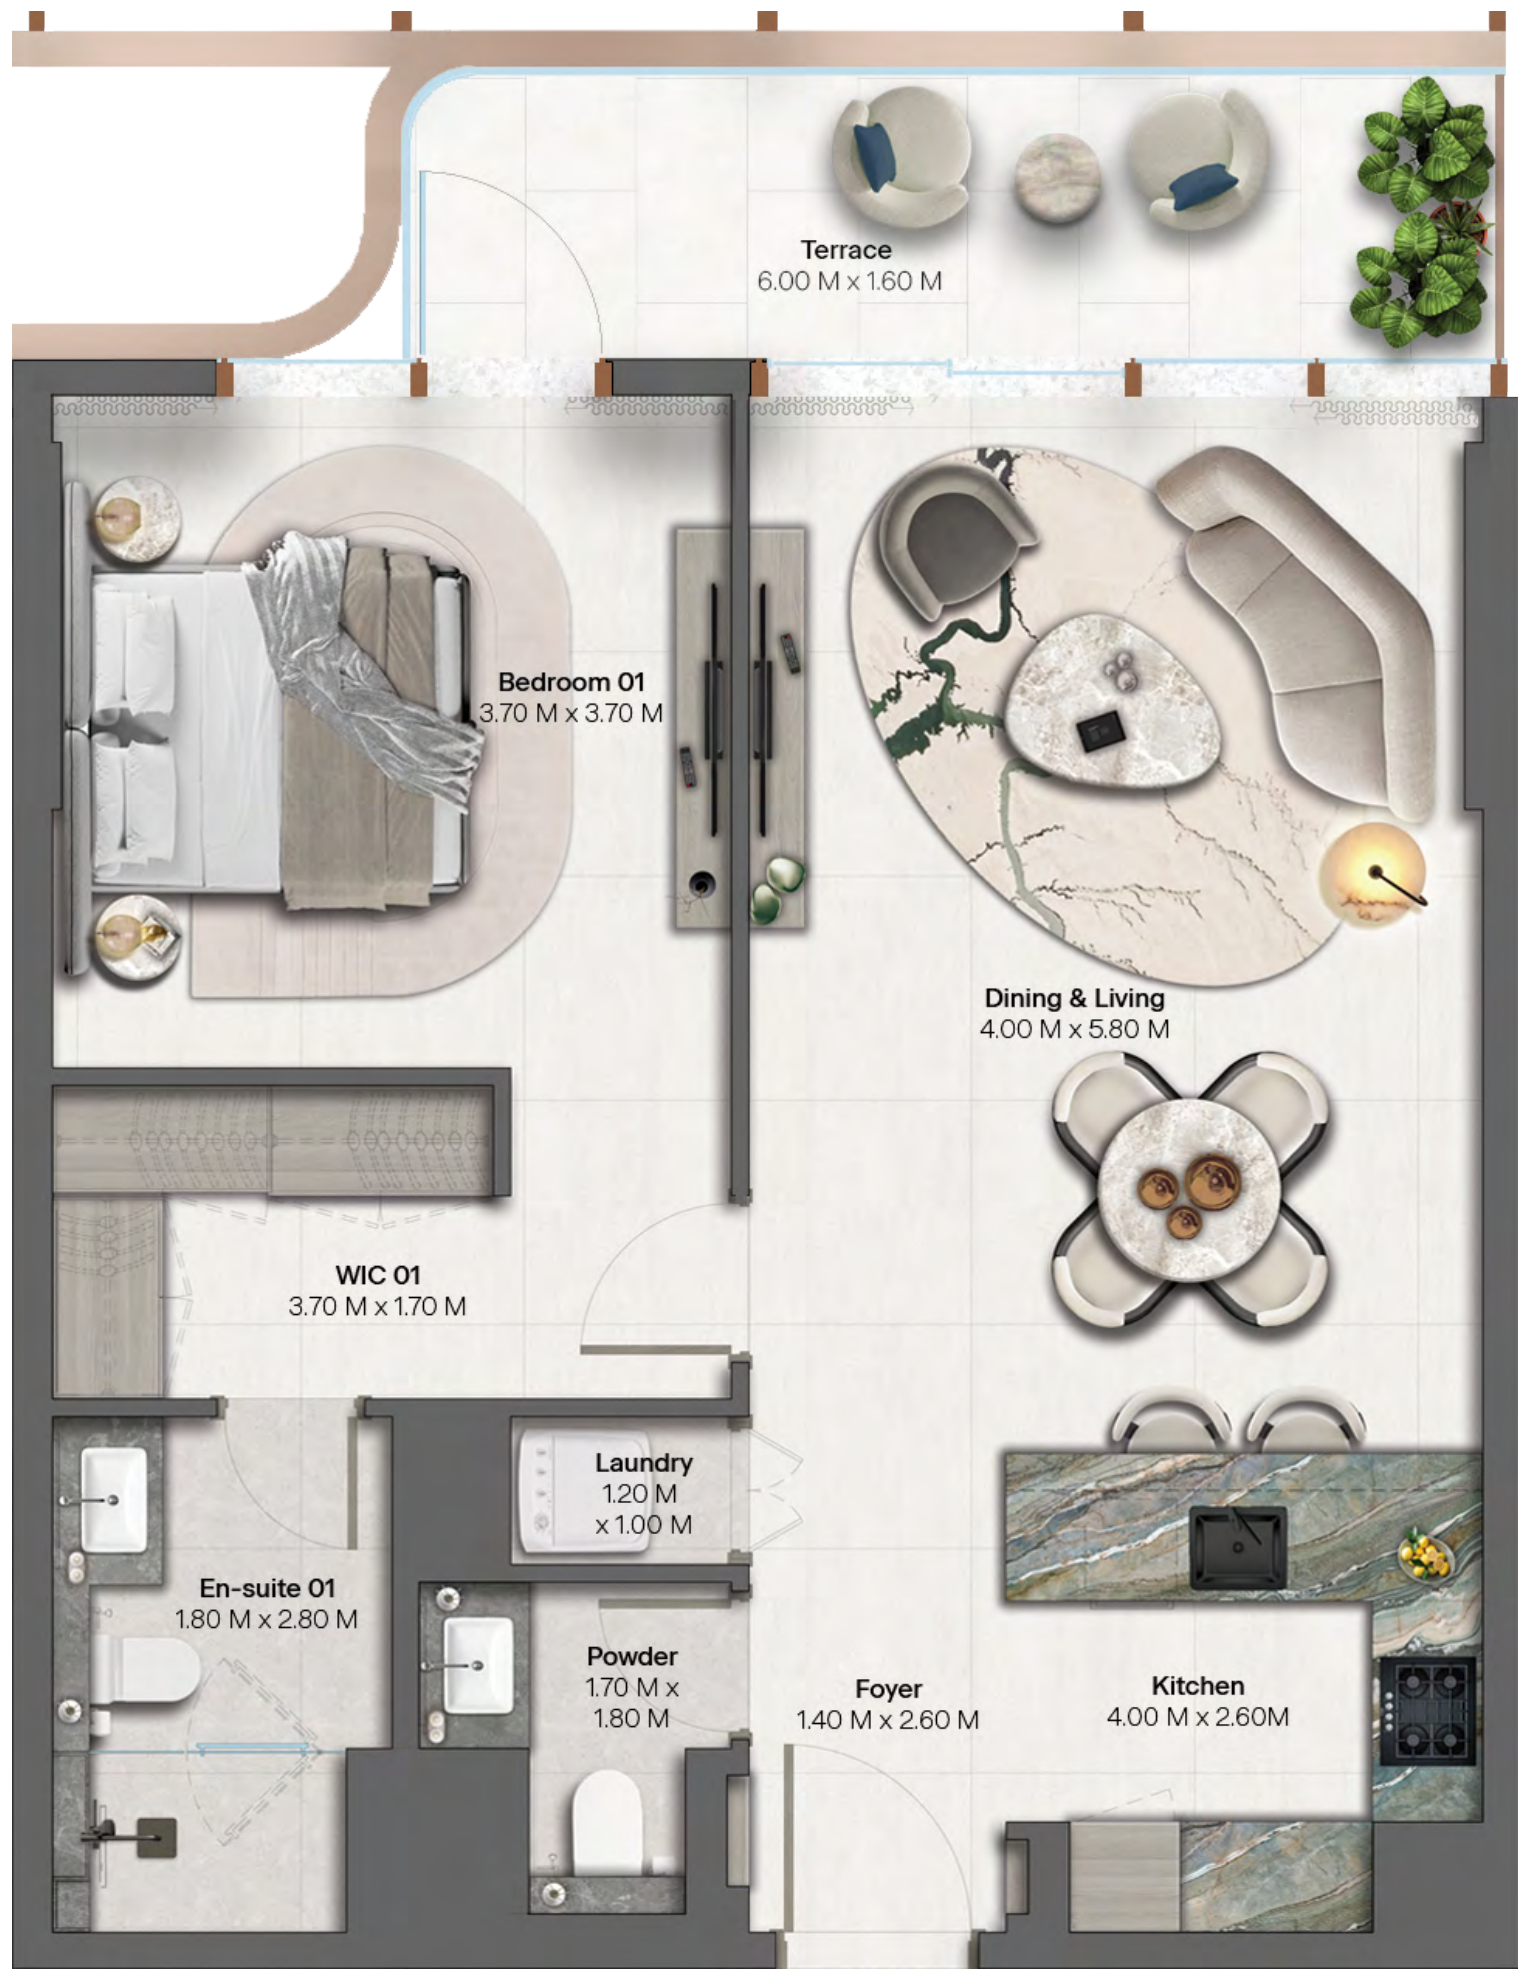 Terrace
6.00 M x 1.60 M
Bedroom 01
3.70 M x 3.70 M
Dining & Living
4.00 M x 5.80 M
WIC 01
3.70 M x 1.70 M
Laundry
1.20 M
x 1.00 M
En-suite 01
1.80 M x 2.80 M
Powder
1.70 M x
1.80 M
Foyer
1.40 M x 2.60 M
Kitchen
4.00 M x 2.60M